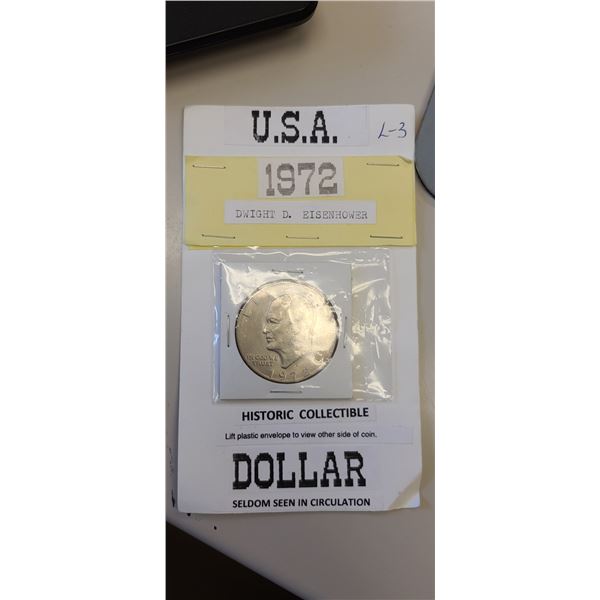 U.S.A.
L-3
1972
DWIGHT D. EISENHOWER
IN GOD WE
TRUST
HISTORIC COLLECTIBLE
Lift plastic envelope to view other side of coin.
DOLLAR
SELDOM SEEN IN CIRCULATION